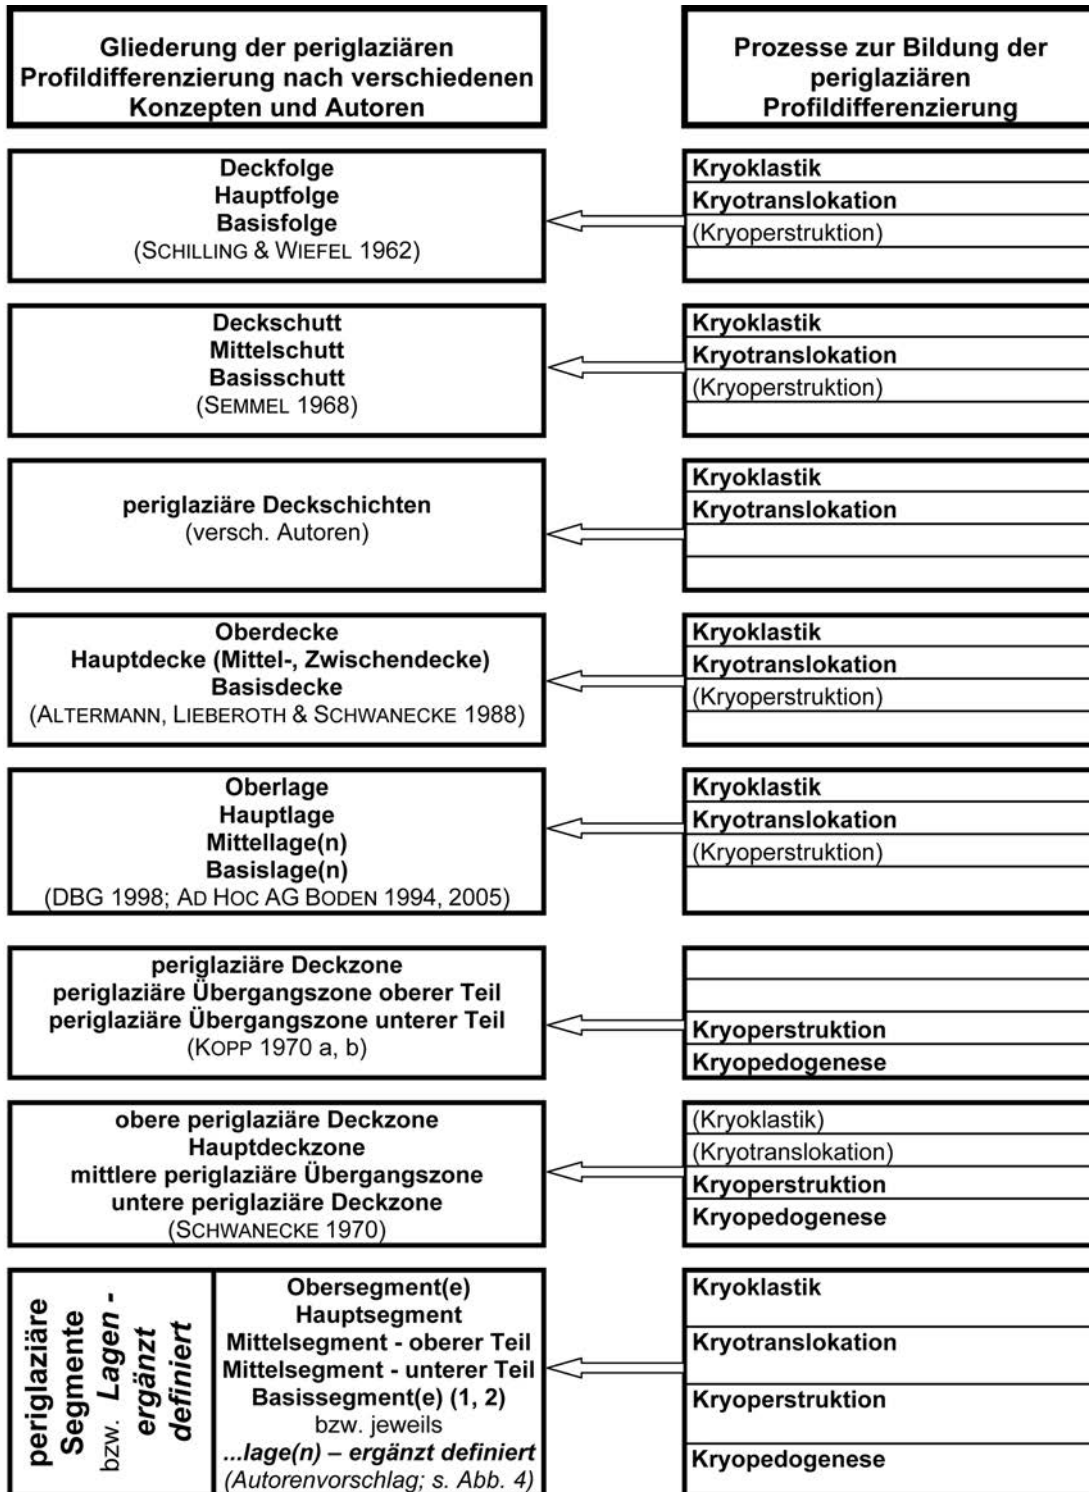 Gliederung der periglaziären
Profildifferenzierung nach verschiedenen
Konzepten und Autoren
Prozesse zur Bildung der
periglaziären
Profildifferenzierung
Deckfolge
Hauptfolge
Basisfolge
(SCHILLING & WIEFEL 1962)
Kryoklastik
Kryotranslokation
(Kryoperstruktion)
Deckschutt
Mittelschutt
Basisschutt
(SEMMEL 1968)
Kryoklastik
Kryotranslokation
(Kryoperstruktion)
periglaziäre Deckschichten
(versch. Autoren)
Kryoklastik
Kryotranslokation
Oberdecke
Hauptdecke (Mittel-, Zwischendecke)
Basisdecke
(ALTERMANN, LIEBEROTH & SCHWANECKE 1988)
Kryoklastik
Kryotranslokation
(Kryoperstruktion)
Oberlage
Hauptlage
Mittellage(n)
Basislage(n)
(DBG 1998; AD HOC AG BODEN 1994, 2005)
Kryoklastik
Kryotranslokation
(Kryoperstruktion)
periglaziäre Deckzone
periglaziäre Übergangszone oberer Teil
periglaziäre Übergangszone unterer Teil
(KOPP 1970 a, b)
Kryoperstruktion
Kryopedogenese
obere periglaziäre Deckzone
Hauptdeckzone
mittlere periglaziäre Übergangszone
untere periglaziäre Deckzone
(SCHWANECKE 1970)
(Kryoklastik)
(Kryotranslokation)
Kryoperstruktion
Kryopedogenese
periglaziäre
Segmente
bzw. Lagen -
ergänzt
definiert
Obersegment(e)
Hauptsegment
Mittelsegment - oberer Teil
Mittelsegment - unterer Teil
Basissegment(e) (1, 2)
bzw. jeweils
...lage(n) – ergänzt definiert
(Autorenvorschlag; s. Abb. 4)
Kryoklastik
Kryotranslokation
Kryoperstruktion
Kryopedogenese